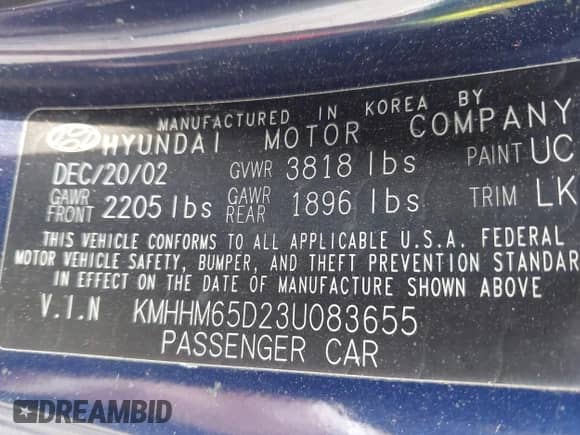 MANUFACTURED IN KOREA BY
HYUNDAI MOTOR COMPANY
DEC/20/02 GVWR 3818 lbs PAINT UC
GAWR FRONT 2205 lbs GAWR REAR 1896 lbs TRIM LK
THIS VEHICLE CONFORMS TO ALL APPLICABLE U.S.A. FEDERAL
MOTOR VEHICLE SAFETY, BUMPER, AND THEFT PREVENTION STANDAR
IN EFFECT ON THE DATE OF MANUFACTURE SHOWN ABOVE
V.I.N KMHHM65D23U083655
PASSENGER CAR
DREAMBID